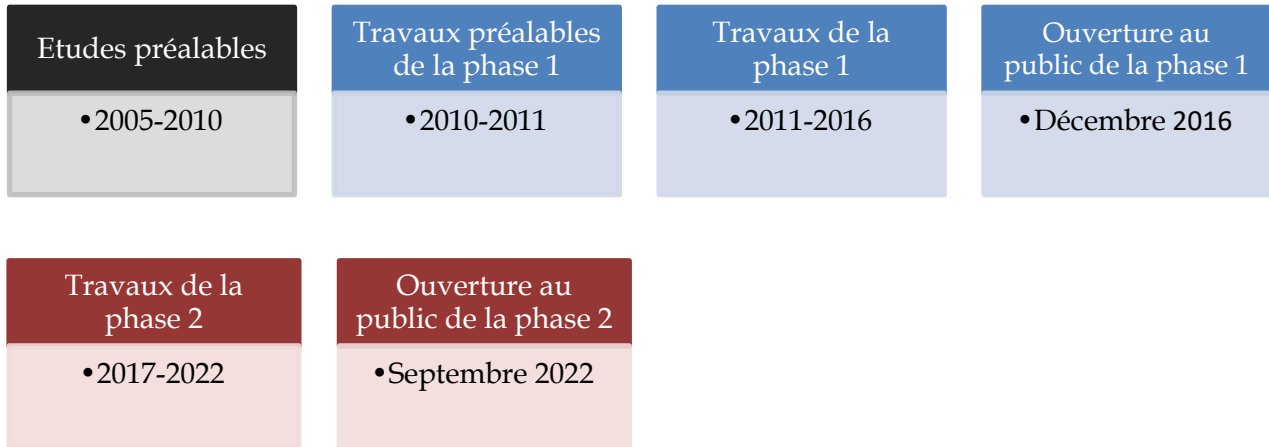 Etudes préalables
•2005-2010
Travaux préalables
de la phase 1
•2010-2011
Travaux de la
phase 1
•2011-2016
Ouverture au
public de la phase 1
•Décembre 2016
Travaux de la
phase 2
•2017-2022
Ouverture au
public de la phase 2
•Septembre 2022